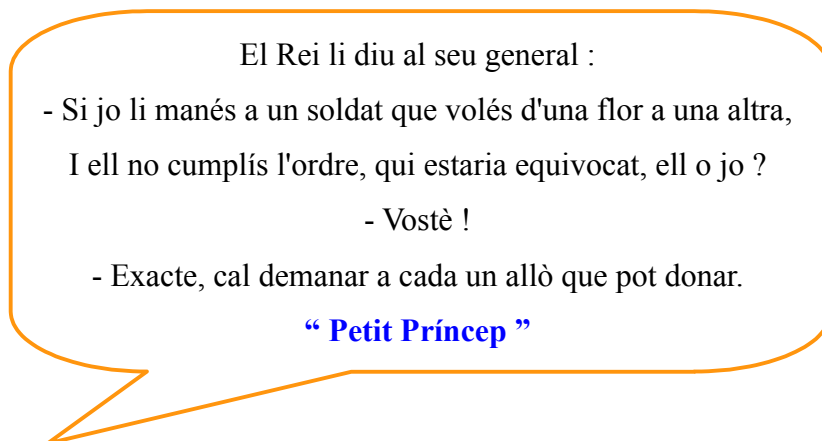 El Rei li diu al seu general :
- Si jo li manés a un soldat que volés d'una flor a una altra,
I ell no cumplís l'ordre, qui estaria equivocat, ell o jo ?
- Vostè !
- Exacte, cal demanar a cada un allò que pot donar.
“ Petit Príncep ”